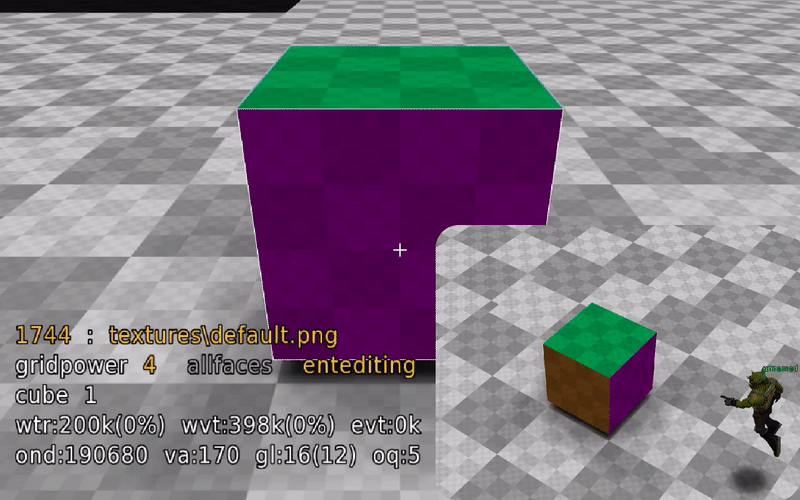 1744 : textures\default.png
gridpower 4 allfaces entediting
cube 1
wtr:200k(0%) wvt:398k(0%) evt:0k
ond:190680 va:170 gl:16(12) oq:5
unnamed